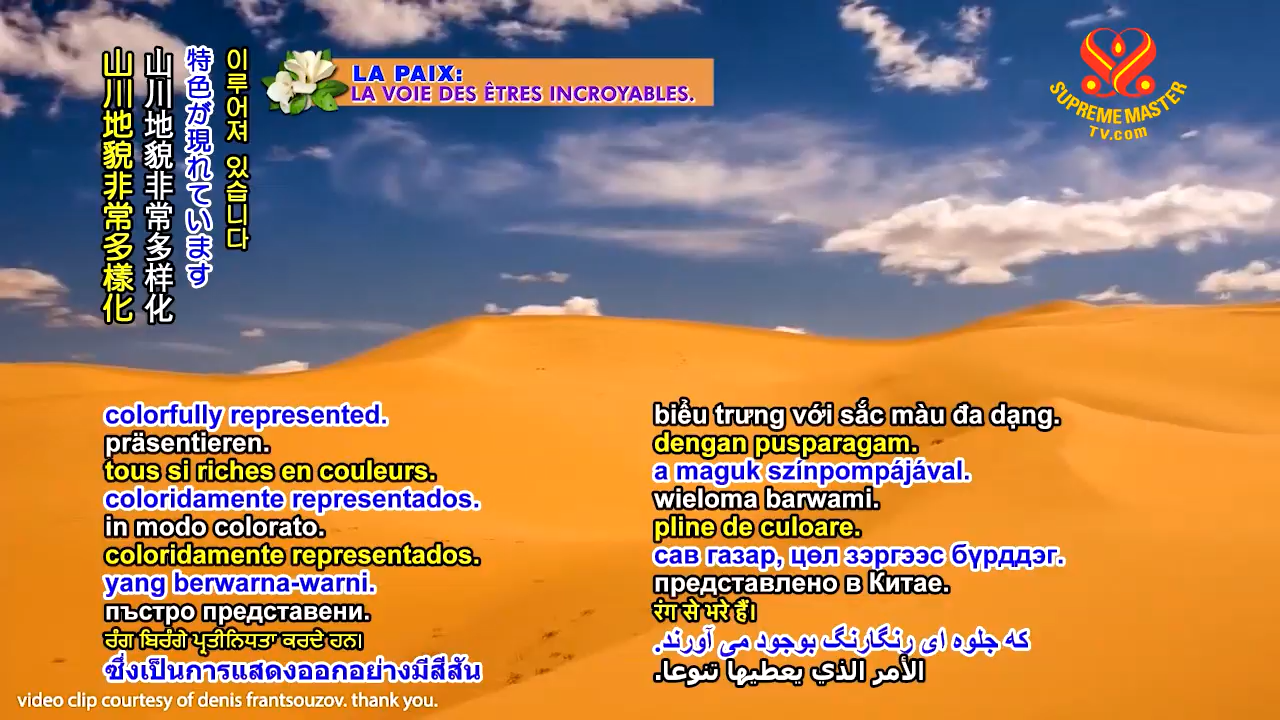 이루어져 있습니다
特色が現れています
山川地貌非常多样化
山川地貌非常多樣化
LA PAIX:
LA VOIE DES ÊTRES INCROYABLES.
SUPREME MASTER
TV.com
colorfully represented.
präsentieren.
tous si riches en couleurs.
coloridamente representados.
in modo colorato.
coloridamente representados.
yang berwarna-warni.
пъстро представени.
ਰੰਗ ਬਿਰੰਗੇ ਪ੍ਰਤੀਨਿਧਤਾ ਕਰਦੇ ਹਨ।
ซึ่งเป็นการแสดงออกอย่างมีสีสัน
biểu trưng với sắc màu đa dạng.
dengan pusparagam.
a maguk színpompájával.
wieloma barwami.
pline de culoare.
сав газар, цөл зэргээс бүрддэг.
представлено в Китае.
रंग से भरे हैं।
که جلوه ای رنگارنگ بوجود می آورند.
الأمر الذي يعطيها تنوعا.
video clip courtesy of denis frantsouzov. thank you.